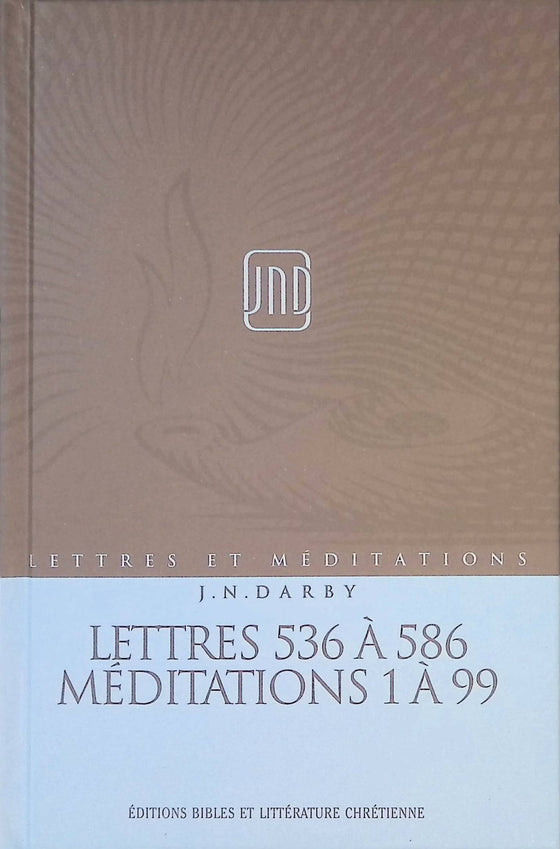 JND
LETTRES ET MÉDITATIONS
J.N.DARBY
LETTRES 536 À 586
MÉDITATIONS 1 À 99
ÉDITIONS BIBLES ET LITTÉRATURE CHRÉTIENNE